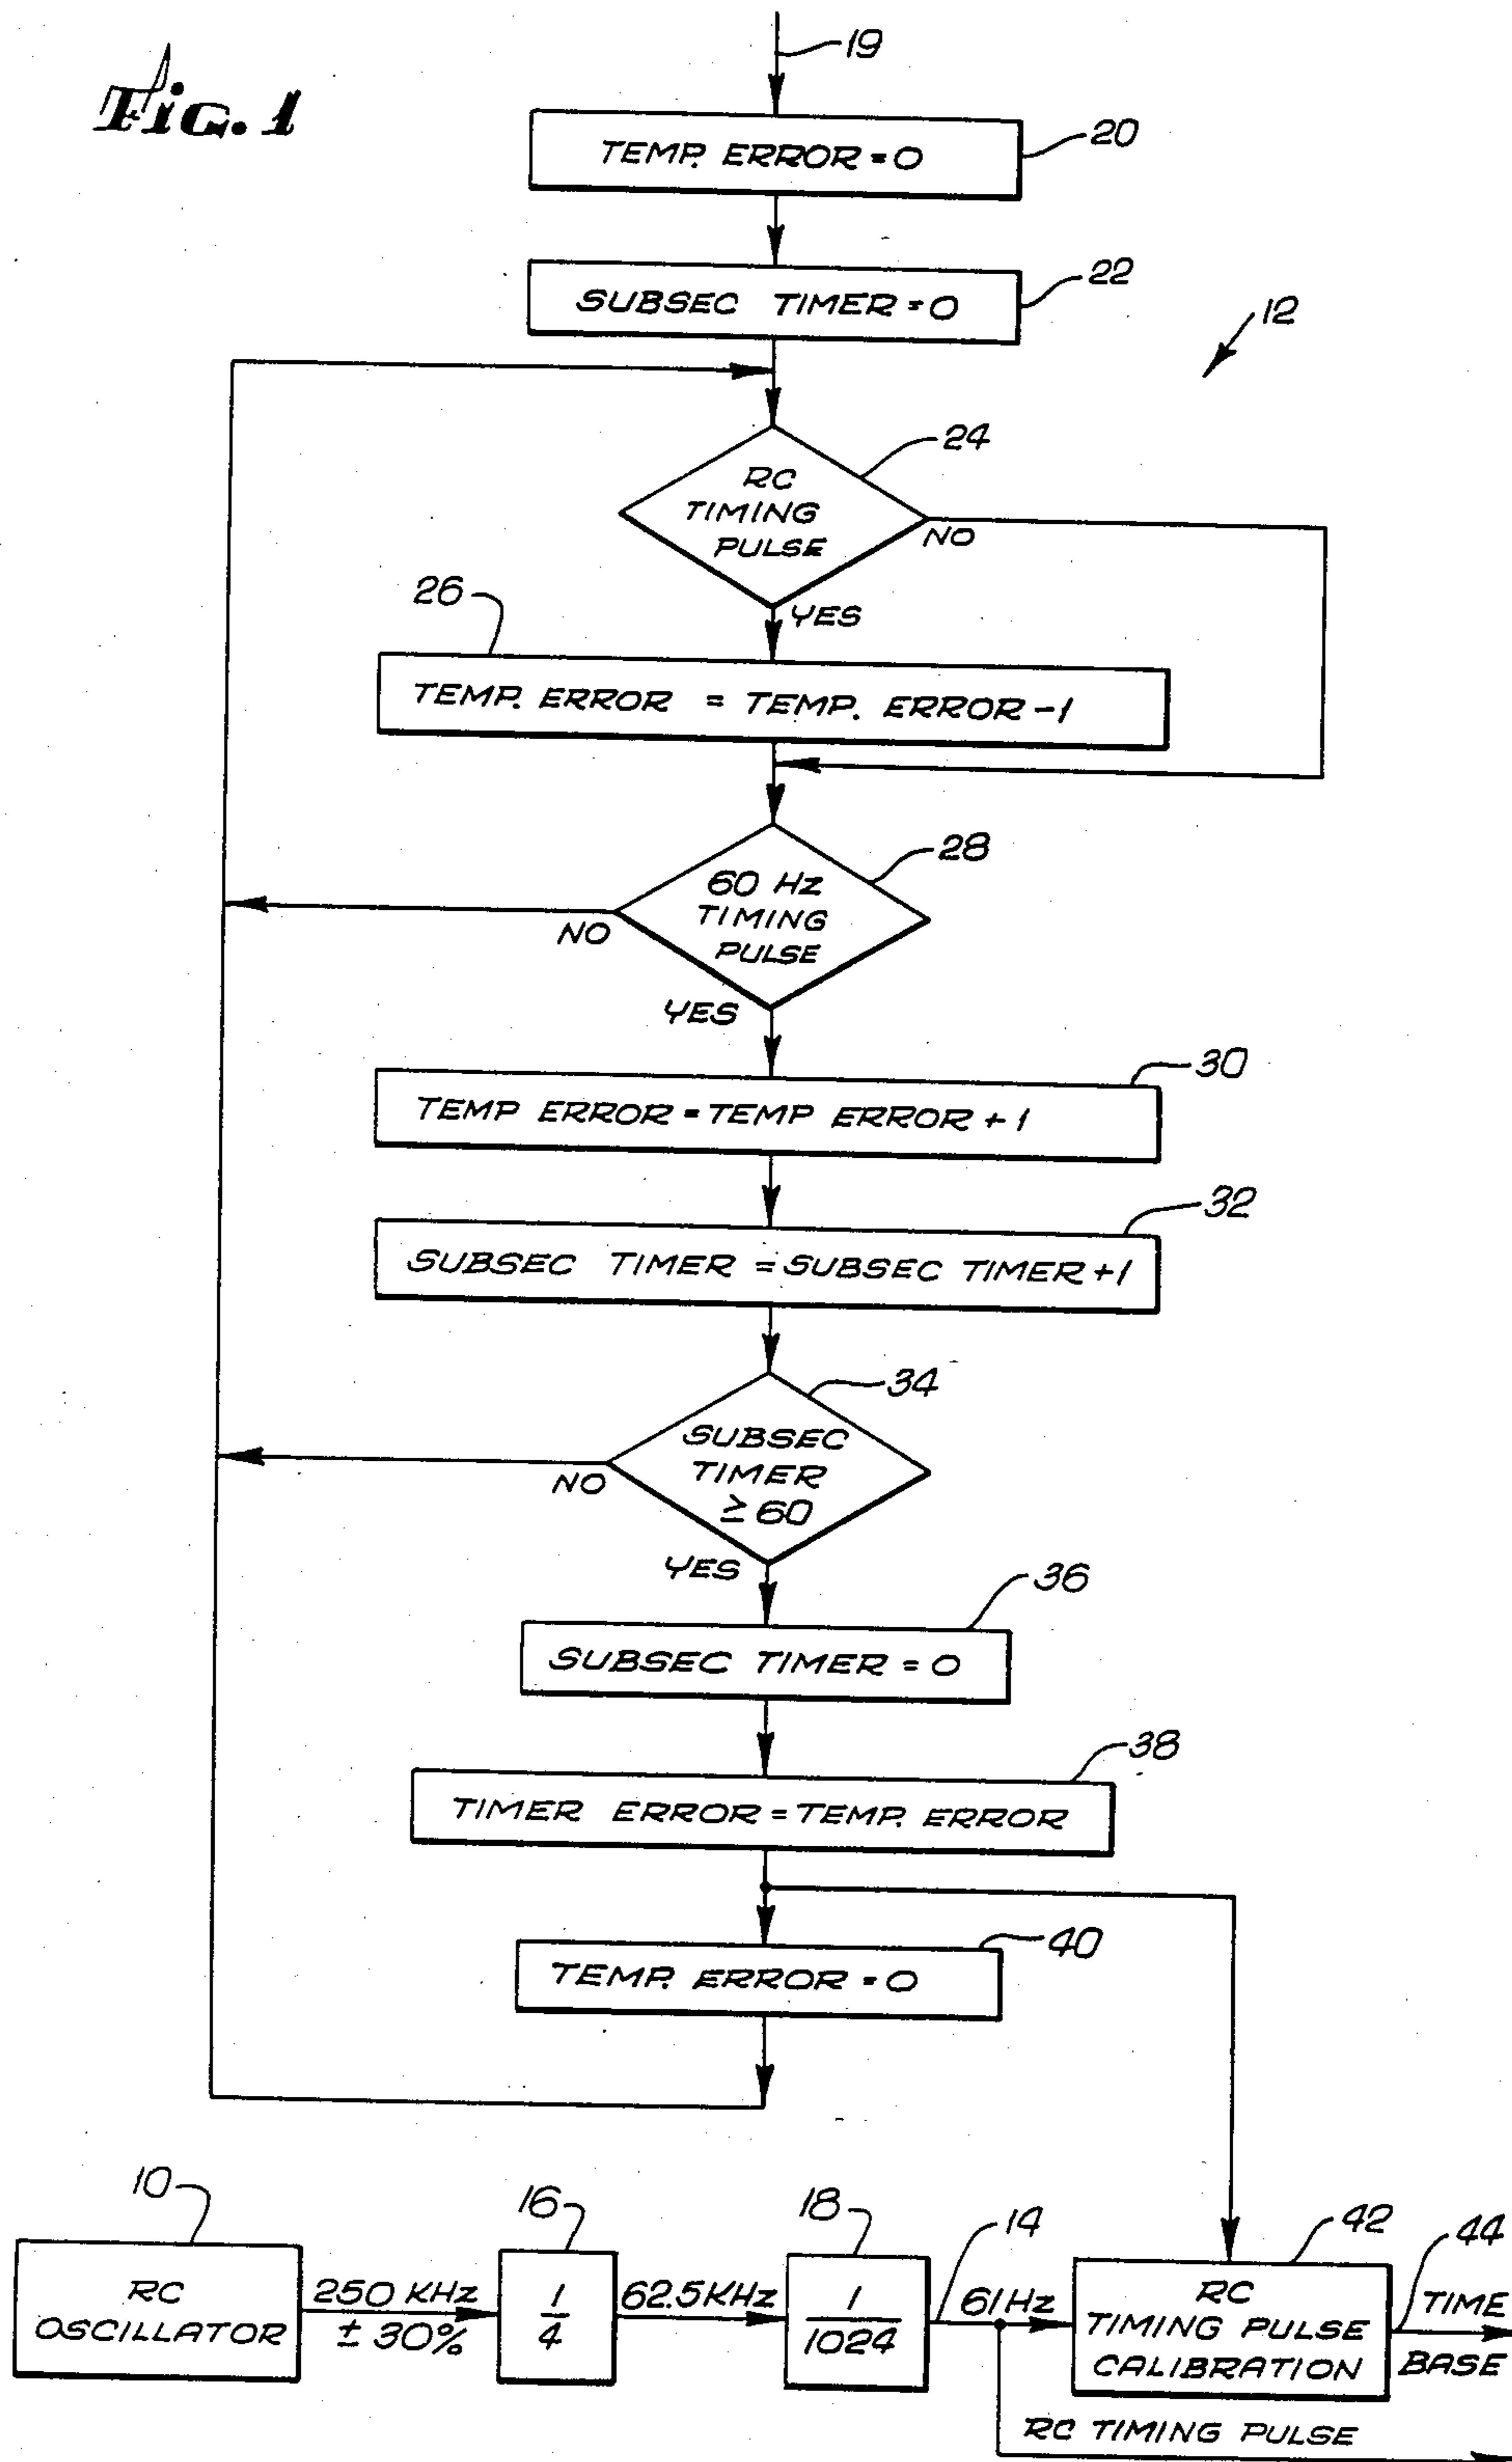 Fig. 1
19
TEMP. ERROR = 0
20
SUBSEC TIMER = 0
22
12
RC
TIMING
PULSE
24
NO
YES
26
TEMP. ERROR = TEMP. ERROR - 1
60 HZ
TIMING
PULSE
28
NO
YES
30
TEMP ERROR = TEMP ERROR + 1
32
SUBSEC TIMER = SUBSEC TIMER + 1
34
SUBSEC
TIMER
≥ 60
NO
YES
36
SUBSEC TIMER = 0
38
TIMER ERROR = TEMP. ERROR
40
TEMP. ERROR = 0
10
RC
OSCILLATOR
250 KHZ
± 30%
16
1
4
62.5 KHZ
18
1
1024
14
61 HZ
42
RC
TIMING PULSE
CALIBRATION
44
TIME
BASE
RC TIMING PULSE